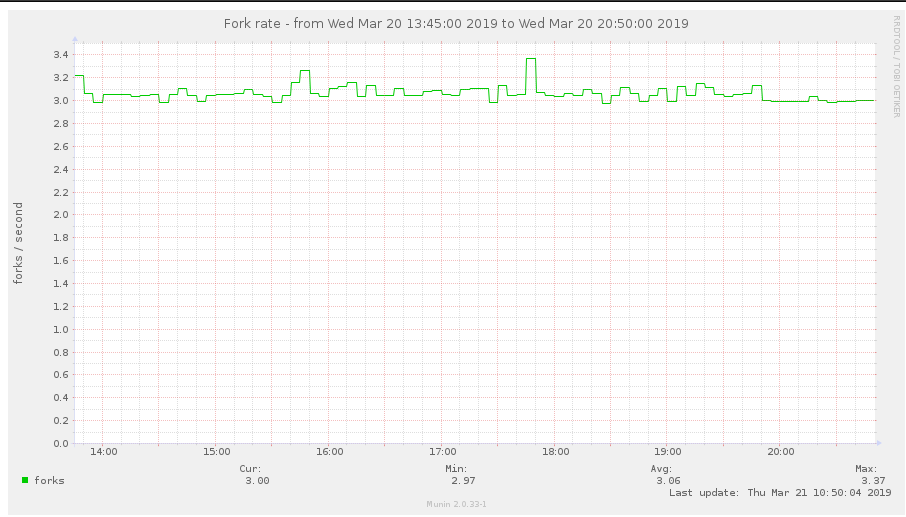 Fork rate - from Wed Mar 20 13:45:00 2019 to Wed Mar 20 20:50:00 2019
RRDTOOL / TOBI OETIKER
forks / second
3.4
3.2
3.0
2.8
2.6
2.4
2.2
2.0
1.8
1.6
1.4
1.2
1.0
0.8
0.6
0.4
0.2
0.0
14:00 15:00 16:00 17:00 18:00 19:00 20:00
Cur: Min: Avg: Max:
forks 3.00 2.97 3.06 3.37
Last update: Thu Mar 21 10:50:04 2019
Munin 2.0.33-1